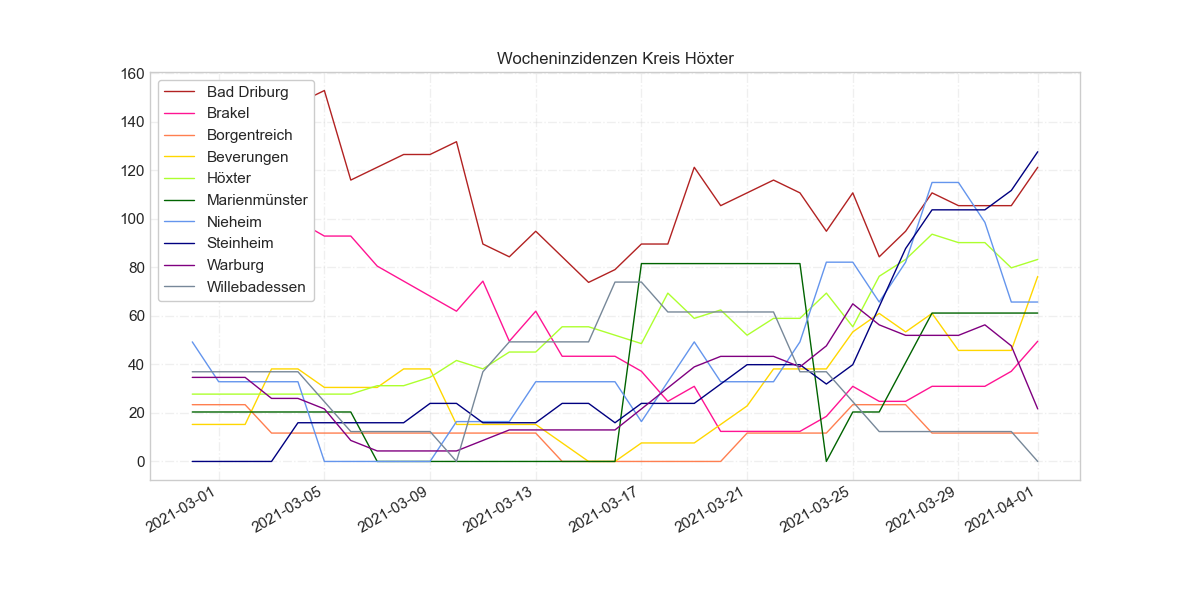 Wocheninzidenzen Kreis Höxter
160
140
120
100
80
60
40
20
0
Bad Driburg
Brakel
Borgentreich
Beverungen
Höxter
Marienmünster
Nieheim
Steinheim
Warburg
Willebadessen
2021-03-01
2021-03-05
2021-03-09
2021-03-13
2021-03-17
2021-03-21
2021-03-25
2021-03-29
2021-04-01